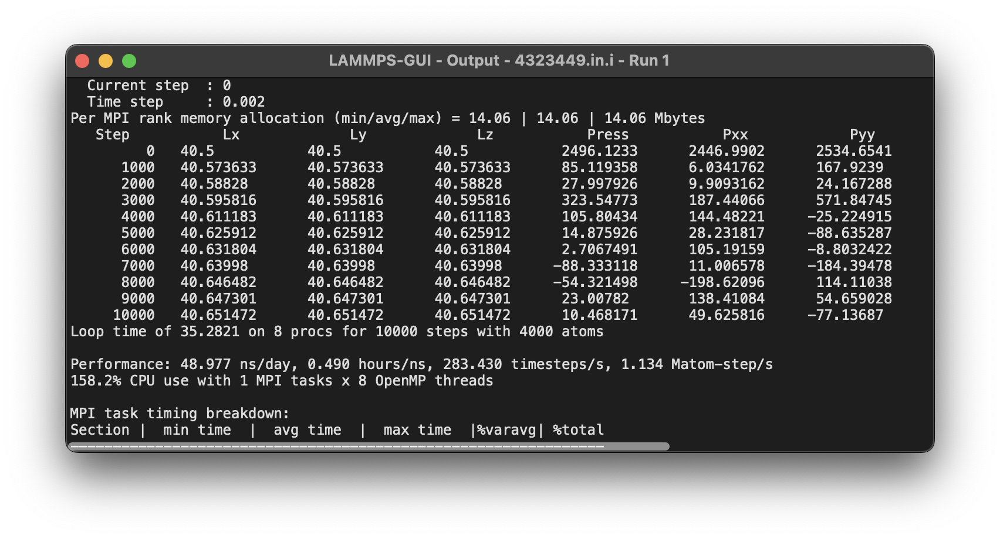 LAMMPS-GUI - Output - 4323449.in.i - Run 1
  Current step  : 0
  Time step     : 0.002
Per MPI rank memory allocation (min/avg/max) = 14.06 | 14.06 | 14.06 Mbytes
   Step           Lx             Ly             Lz           Press           Pxx            Pyy
         0   40.5           40.5           40.5           2496.1233      2446.9902      2534.6541
      1000   40.573633      40.573633      40.573633      85.119358      6.0341762      167.9239
      2000   40.58828       40.58828       40.58828       27.997926      9.9093162      24.167288
      3000   40.595816      40.595816      40.595816      323.54773      187.44066      571.84745
      4000   40.611183      40.611183      40.611183      105.80434      144.48221     -25.224915
      5000   40.625912      40.625912      40.625912      14.875926      28.231817     -88.635287
      6000   40.631804      40.631804      40.631804      2.7067491      105.19159     -8.8032422
      7000   40.63998       40.63998       40.63998      -88.333118      11.006578     -184.39478
      8000   40.646482      40.646482      40.646482     -54.321498     -198.62096      114.11038
      9000   40.647301      40.647301      40.647301      23.00782       138.41084      54.659028
     10000   40.651472      40.651472      40.651472      10.468171      49.625816     -77.13687
Loop time of 35.2821 on 8 procs for 10000 steps with 4000 atoms
Performance: 48.977 ns/day, 0.490 hours/ns, 283.430 timesteps/s, 1.134 Matom-step/s
158.2% CPU use with 1 MPI tasks x 8 OpenMP threads
MPI task timing breakdown:
Section |  min time  |  avg time  |  max time  |%varavg| %total
---------------------------------------------------------------